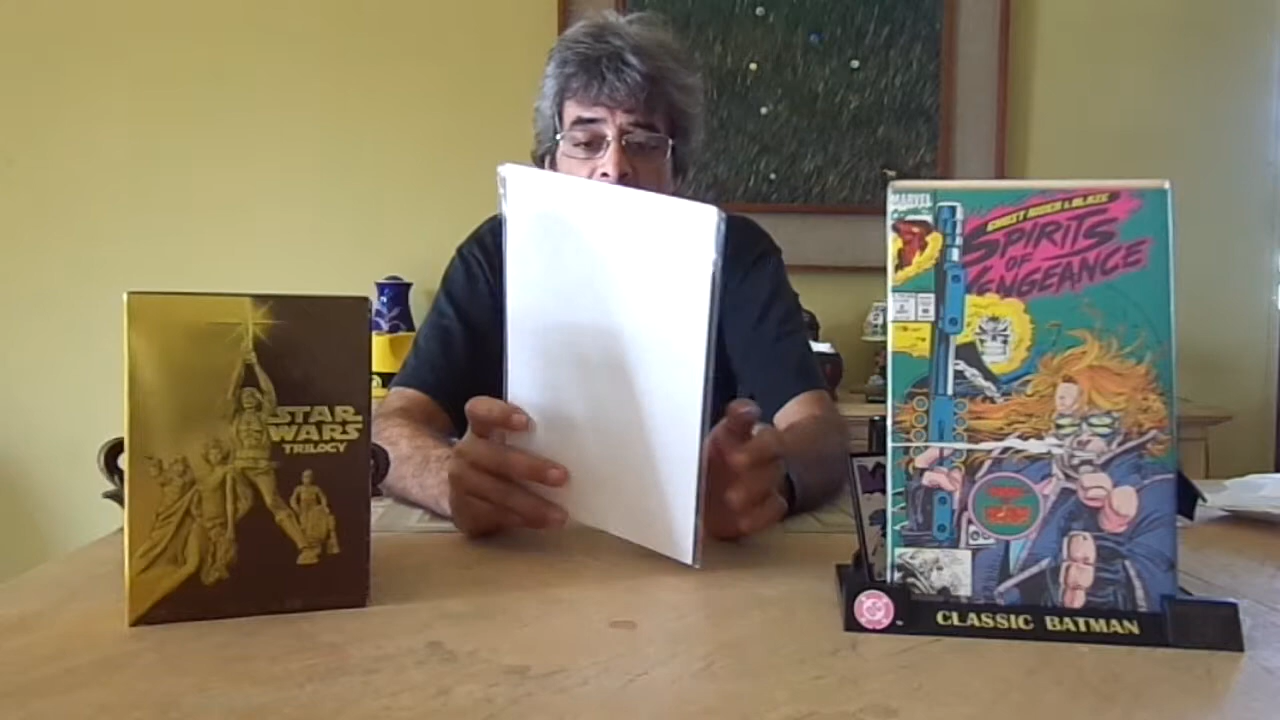 STAR
WARS
TRILOGY
MARVEL
GHOST RIDER & BLAZE
SPIRITS
OF
VENGEANCE
CLASSIC BATMAN